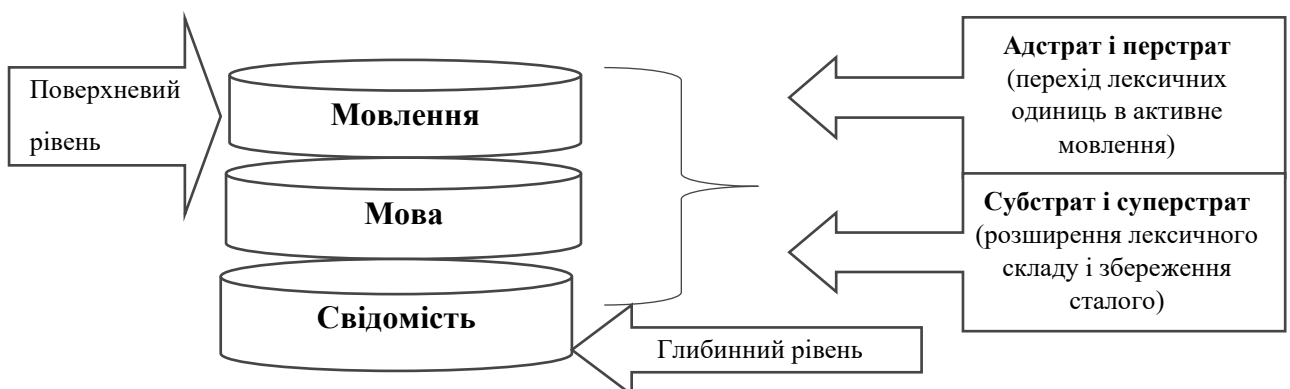 Поверхневий
рівень
Мовлення
Мова
Свідомість
Глибинний рівень
Адстрат і перстрат
(перехід лексичних
одиниць в активне
мовлення)
Субстрат і суперстрат
(розширення лексичного
складу і збереження
сталого)